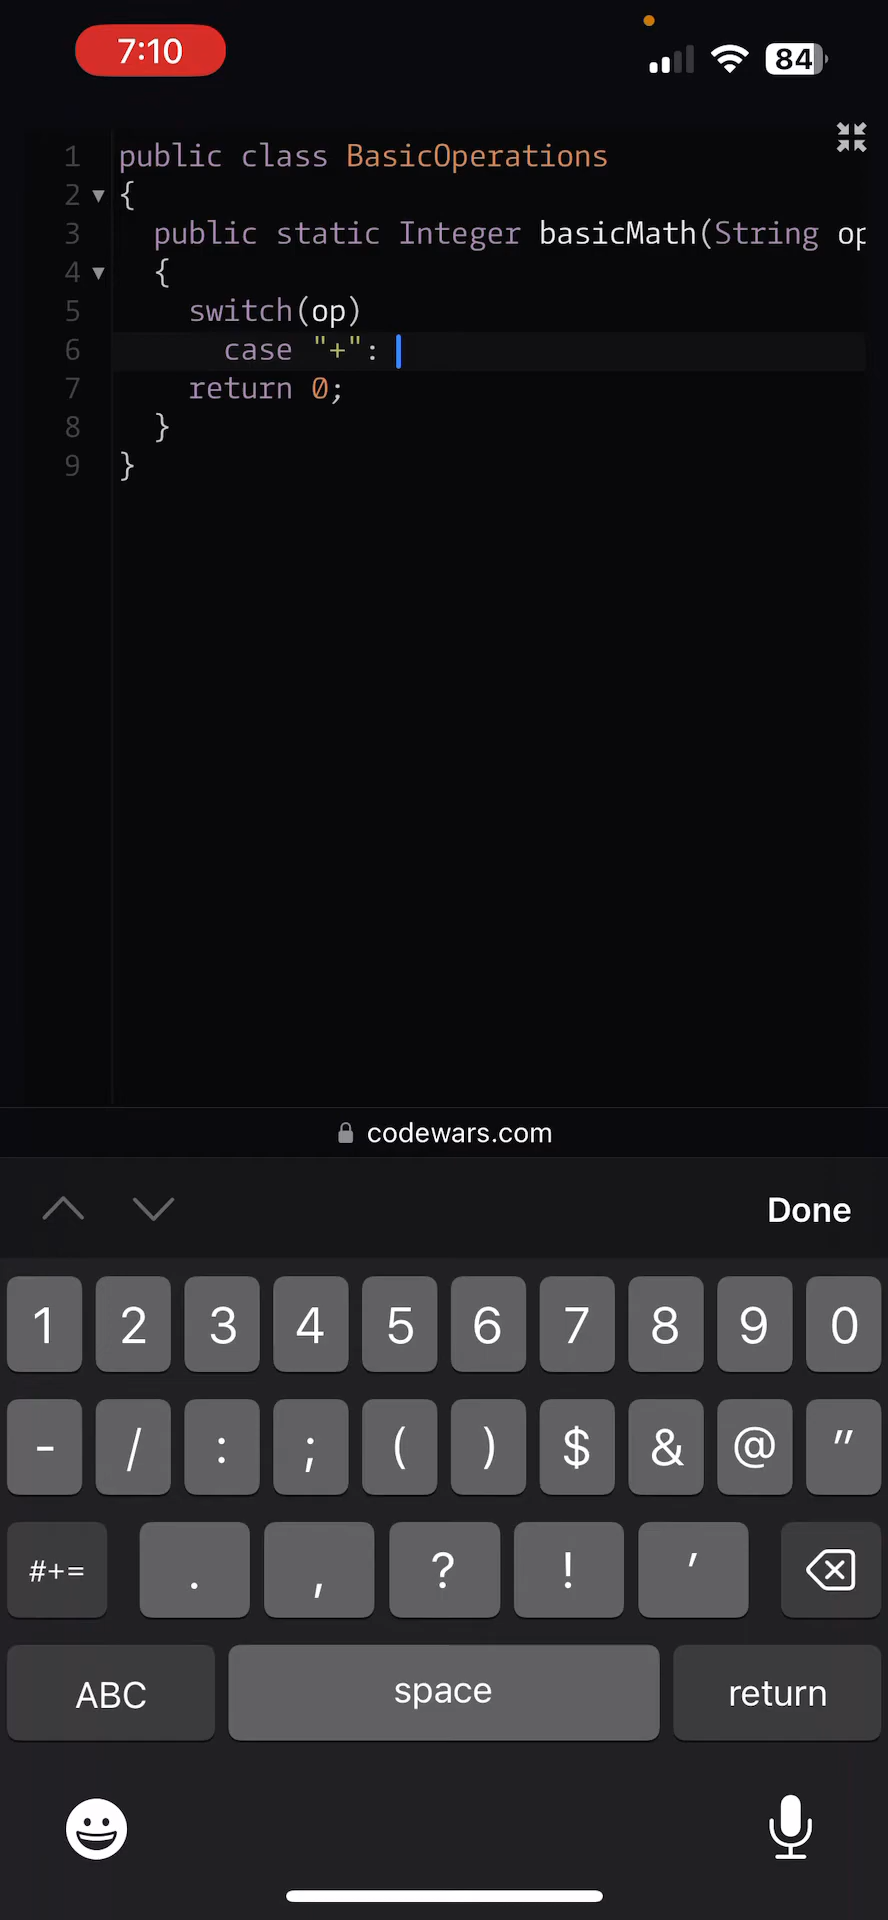 7:10
84
1 public class BasicOperations
2 {
3 public static Integer basicMath(String op
4 {
5 switch(op)
6 case "+":
7 return 0;
8 }
9 }
codewars.com
Done
1 2 3 4 5 6 7 8 9 0
- / : ; ( ) $ & @ "
#+= . , ? ! '
ABC space return